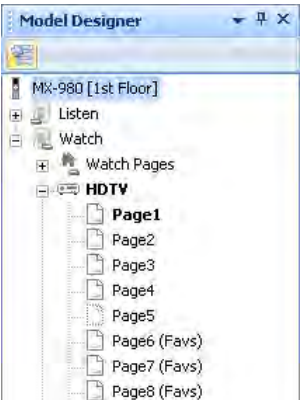 Model Designer
MX-980 [1st Floor]
Listen
Watch
Watch Pages
HDTV
Page1
Page2
Page3
Page4
Page5
Page6 (Favs)
Page7 (Favs)
Page8 (Favs)